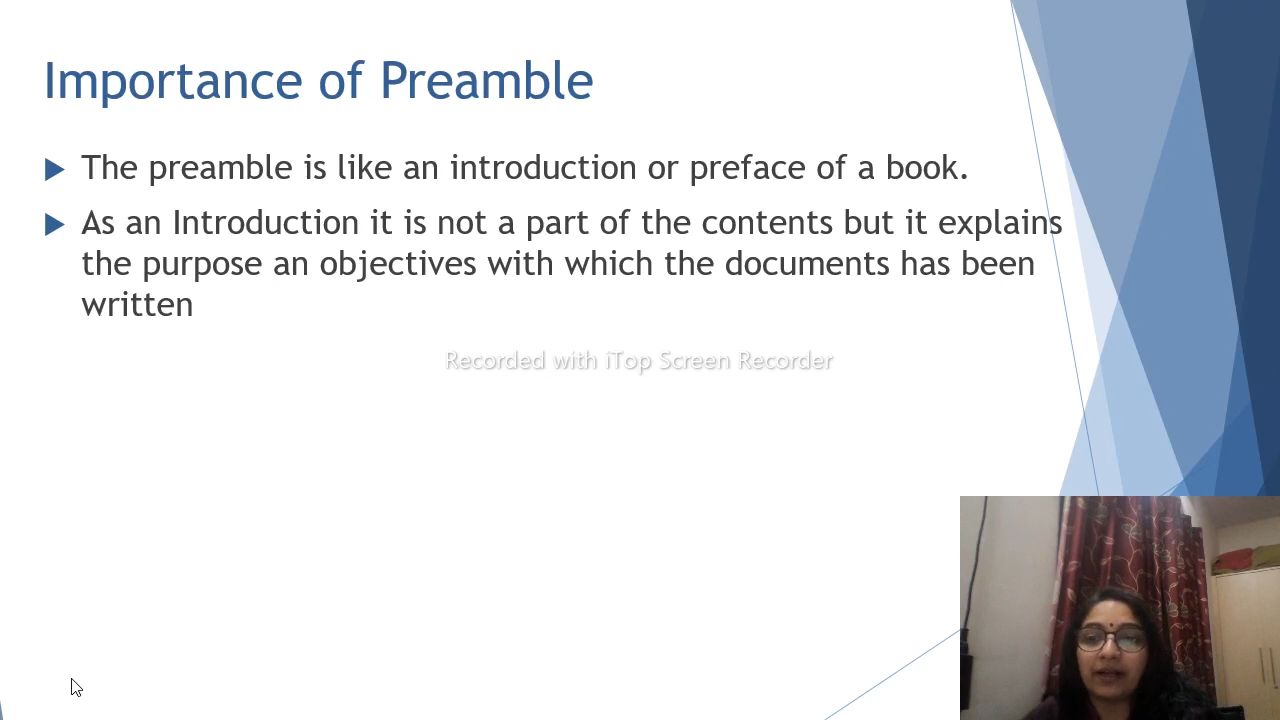 Importance of Preamble
The preamble is like an introduction or preface of a book.
As an Introduction it is not a part of the contents but it explains
the purpose an objectives with which the documents has been
written
Recorded with iTop Screen Recorder